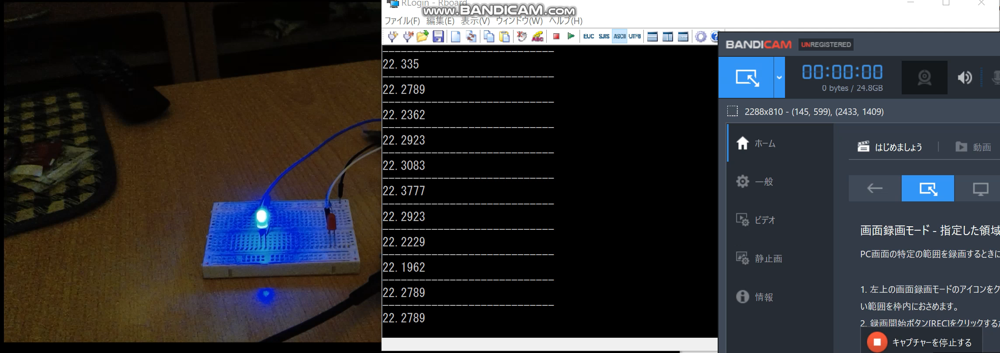 RLogin - Rboard
www.BANDICAM.com
ファイル(F) 編集(E) 表示(V) ウィンドウ(W) ヘルプ(H)
EUC SJIS ASCII UTF8
--------------------------------
22.335
--------------------------------
22.2789
--------------------------------
22.2362
--------------------------------
22.2923
--------------------------------
22.3083
--------------------------------
22.3777
--------------------------------
22.2923
--------------------------------
22.2229
--------------------------------
22.1962
--------------------------------
22.2789
--------------------------------
22.2789
BANDICAM UNREGISTERED
00:00:00
0 bytes / 24.8GB
2288x810 - (145, 599), (2433, 1409)
ホーム
一般
ビデオ
静止画
情報
はじめましょう
動画
画面録画モード - 指定した領域
PC画面の特定の範囲を録画するときに
1. 左上の画面録画モードのアイコンをク
い範囲を枠内におさめます。
2. 録画開始ボタン[REC]をクリックする
キャプチャーを停止する